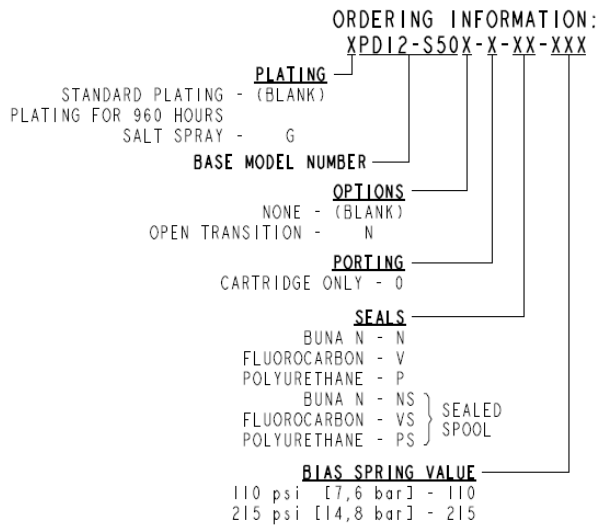 ORDERING INFORMATION:
XPD12-S50X-X-XX-XXX
PLATING
STANDARD PLATING - (BLANK)
PLATING FOR 960 HOURS
SALT SPRAY - G
BASE MODEL NUMBER
OPTIONS
NONE - (BLANK)
OPEN TRANSITION - N
PORTING
CARTRIDGE ONLY - 0
SEALS
BUNA N - N
FLUOROCARBON - V
POLYURETHANE - P
BUNA N - NS
FLUOROCARBON - VS
POLYURETHANE - PS
SEALED
SPOOL
BIAS SPRING VALUE
110 psi [7,6 bar] - 110
215 psi [14,8 bar] - 215